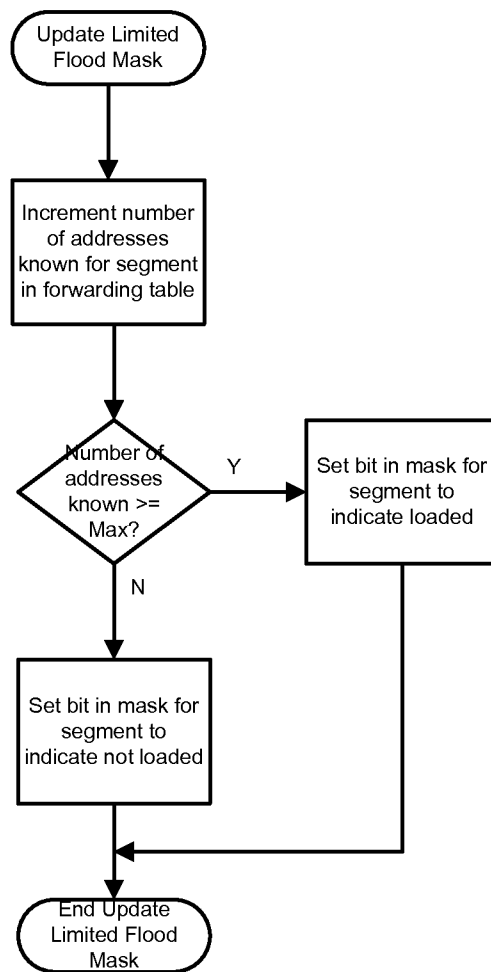 Update Limited
Flood Mask
Increment number
of addresses
known for segment
in forwarding table
Number of
addresses
known >=
Max?
Y
Set bit in mask for
segment to
indicate loaded
N
Set bit in mask for
segment to
indicate not loaded
End Update
Limited Flood
Mask